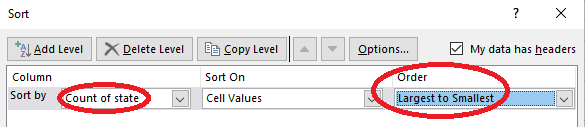 Sort
Add Level Delete Level Copy Level Options... My data has headers
Column Sort On Order
Sort by Count of state Cell Values Largest to Smallest